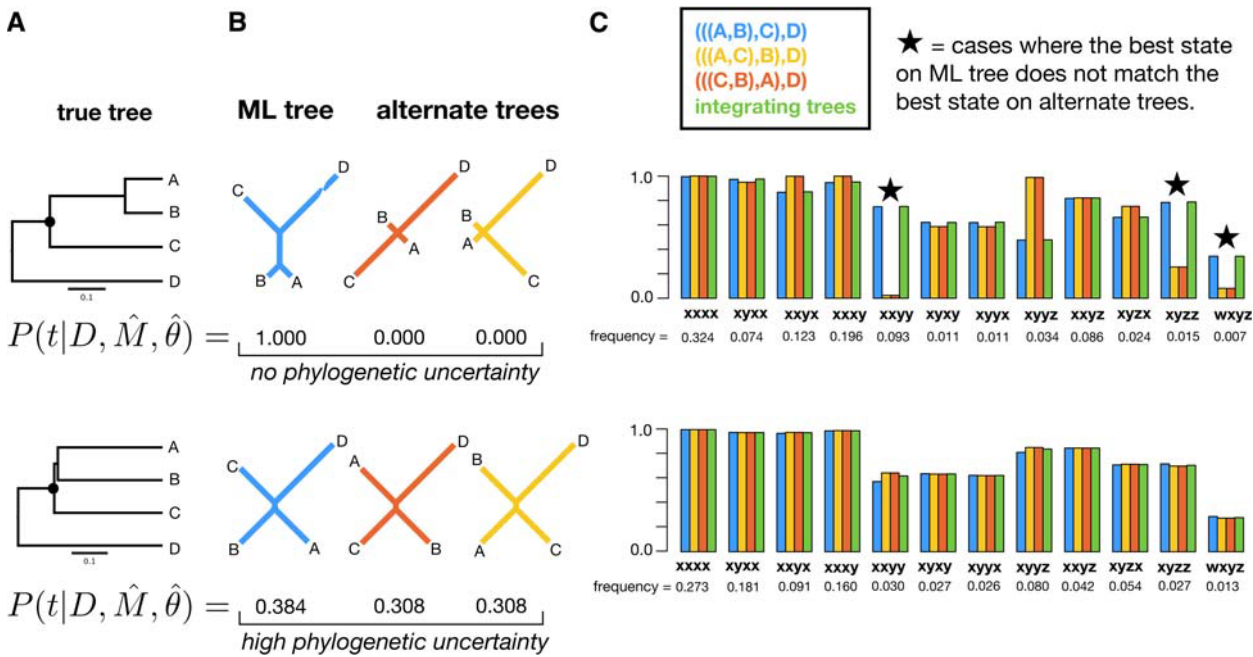 A
B
C
(((A,B),C),D)
(((A,C),B),D)
(((C,B),A),D)
integrating trees
★ = cases where the best state
on ML tree does not match the
best state on alternate trees.
true tree
ML tree
alternate trees
A
B
C
D
0.1
C
D
B
A
D
B
A
C
D
B
A
C
1.0
0.0
xxxx xyxx xxyx xxxy xxyy xyxy xyyx xyyz xxyz xyzx xyzz wxyz
frequency = 0.324 0.074 0.123 0.196 0.093 0.011 0.011 0.034 0.086 0.024 0.015 0.007
P(t|D, M̂, θ̂) = 1.000 0.000 0.000
no phylogenetic uncertainty
A
B
C
D
0.1
C
D
B
A
A
D
C
B
B
D
A
C
1.0
0.0
xxxx xyxx xxyx xxxy xxyy xyxy xyyx xyyz xxyz xyzx xyzz wxyz
frequency = 0.273 0.181 0.091 0.160 0.030 0.027 0.026 0.080 0.042 0.054 0.027 0.013
P(t|D, M̂, θ̂) = 0.384 0.308 0.308
high phylogenetic uncertainty